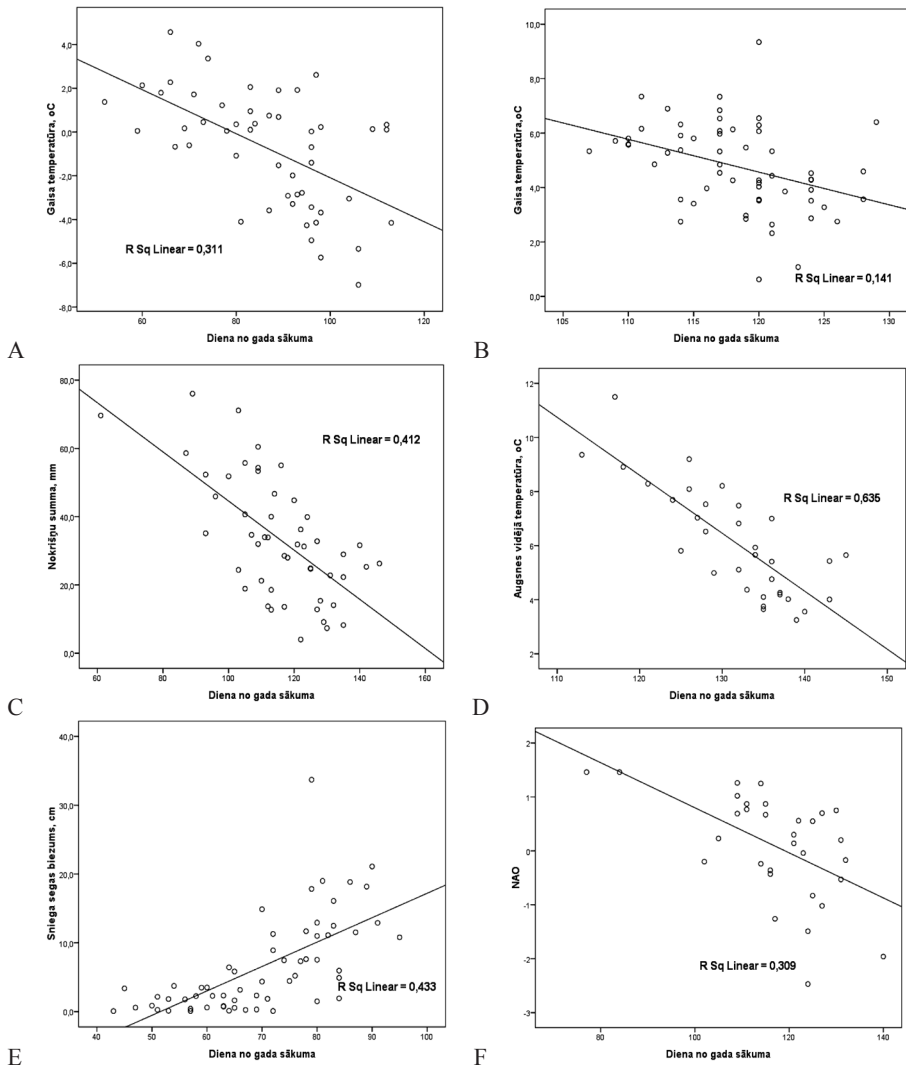 4,0
2,0
0,0
-2,0
-4,0
-6,0
-8,0
Gaisa temperatūra, oC
R Sq Linear = 0,311
60 80 100 120
Diena no gada sākuma
A
10,0
8,0
6,0
4,0
2,0
0,0
Gaisa temperatūra,oC
R Sq Linear = 0,141
105 110 115 120 125 130
Diena no gada sākuma
B
80,0
60,0
40,0
20,0
0,0
Nokrišņu summa, mm
R Sq Linear = 0,412
60 80 100 120 140 160
Diena no gada sākuma
C
12
10
8
6
4
2
Augsnes vidējā temperatūra, oC
R Sq Linear = 0,635
110 120 130 140 150
Diena no gada sākuma
D
40,0
30,0
20,0
10,0
0,0
Sniega segas biezums, cm
R Sq Linear = 0,433
40 50 60 70 80 90 100
Diena no gada sākuma
E
2
1
0
-1
-2
-3
NAO
R Sq Linear = 0,309
80 100 120 140
Diena no gada sākuma
F